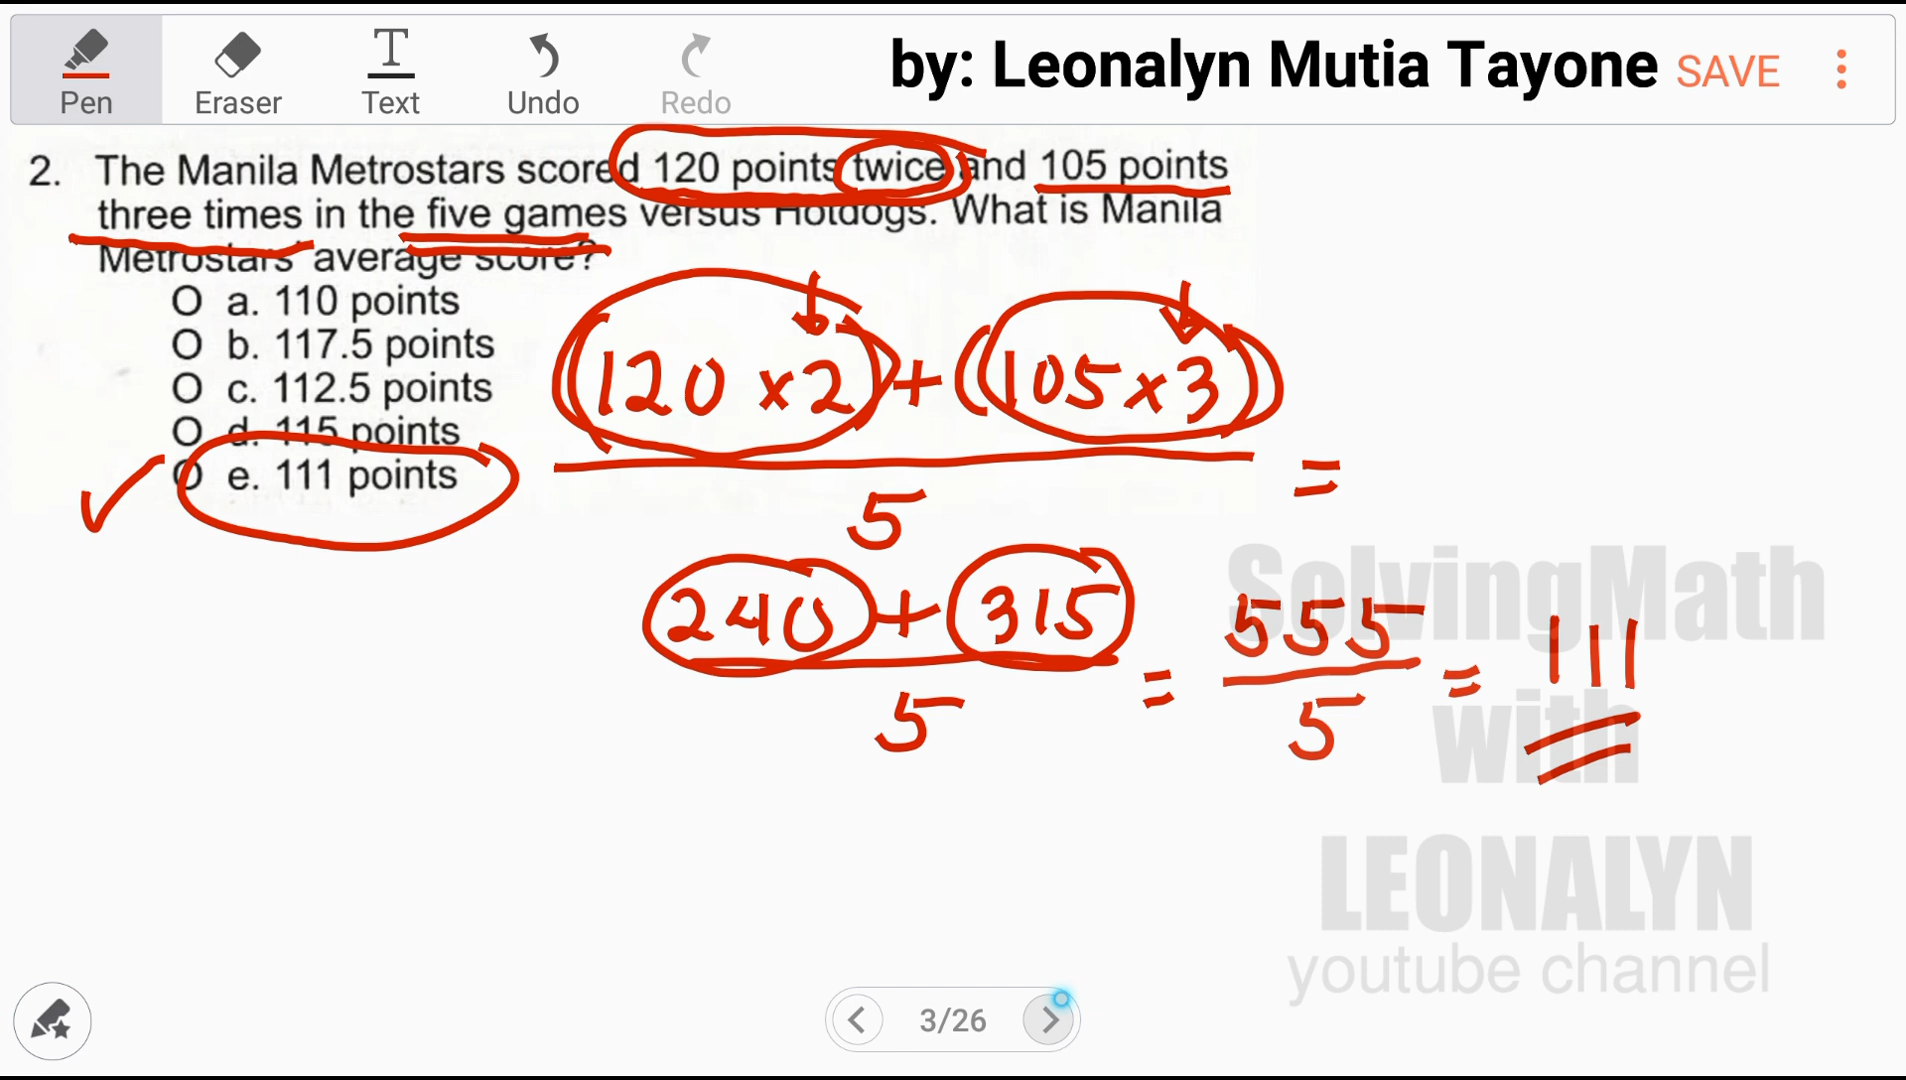 by: Leonalyn Mutia Tayone
SAVE
Pen
Eraser
Text
Undo
Redo
2. The Manila Metrostars scored 120 points twice and 105 points
three times in the five games versus Hotdogs. What is Manila
Metrostars' average score?
O a. 110 points
O b. 117.5 points
O c. 112.5 points
O d. 115 points
O e. 111 points
(120 x 2) + (105 x 3)
=
5
240 + 315
5
=
555
5
= 111
SolvingMath
with
LEONALYN
youtube channel
3/26